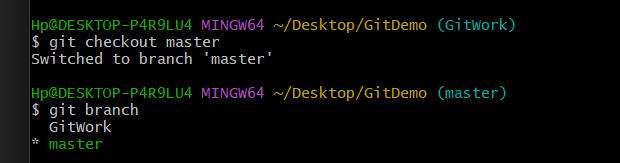 Hp@DESKTOP-P4R9LU4 MINGW64 ~/Desktop/GitDemo (GitWork)
$ git checkout master
Switched to branch 'master'
Hp@DESKTOP-P4R9LU4 MINGW64 ~/Desktop/GitDemo (master)
$ git branch
  GitWork
* master